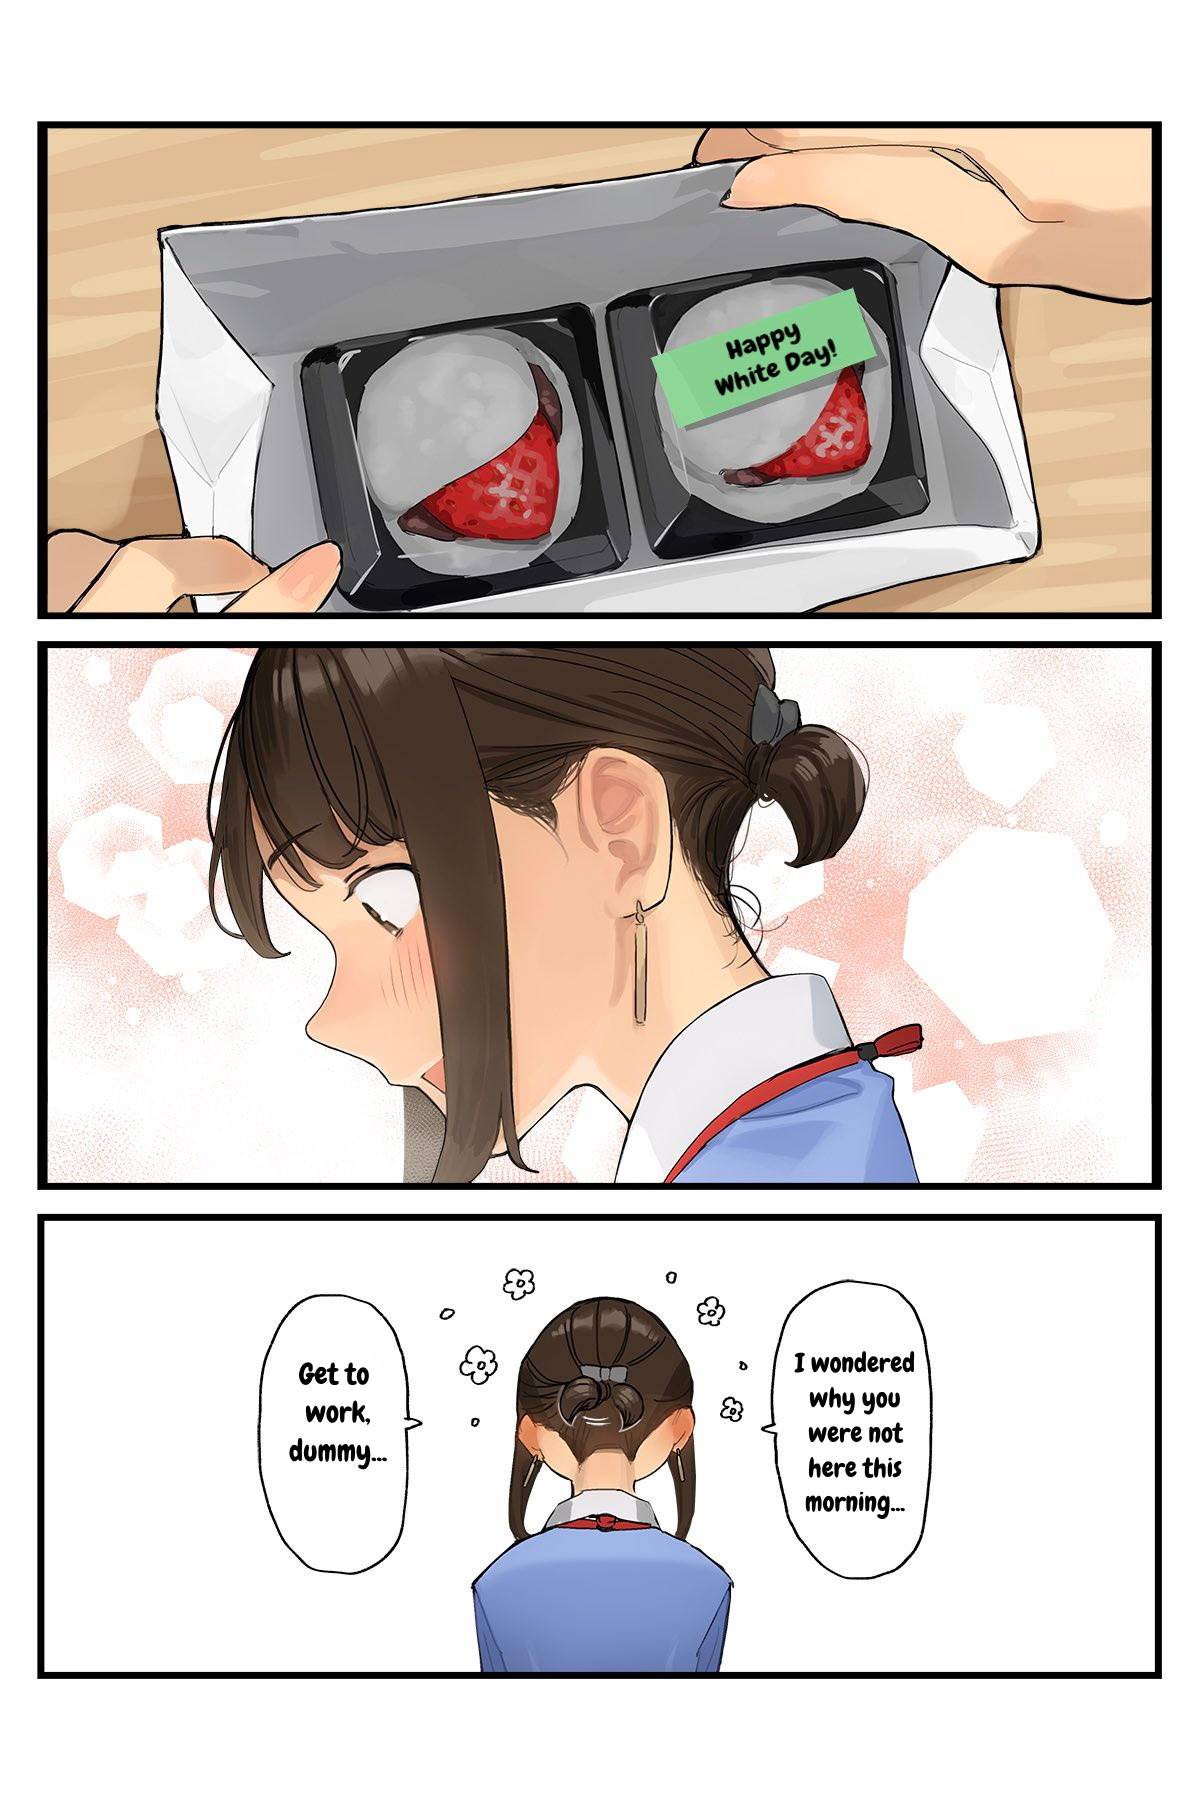 Happy
White Day!
I wondered
why you
were not
here this
morning...
Get to
work,
dummy...